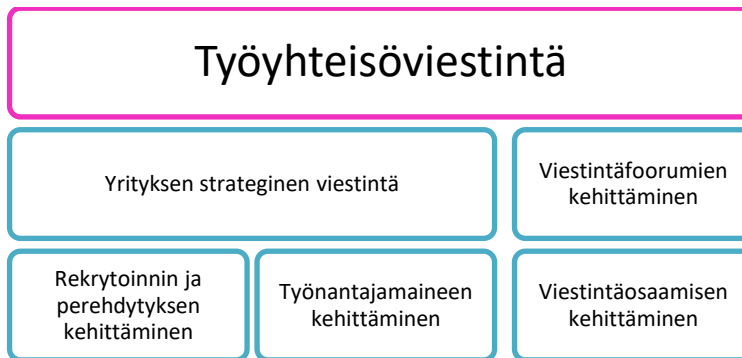 Työyhteisöviestintä
Yrityksen strateginen viestintä
Viestintäfoorumien
kehittäminen
Rekrytoinnin ja
perehdytyksen
kehittäminen
Työnantajamaineen
kehittäminen
Viestintäosaamisen
kehittäminen